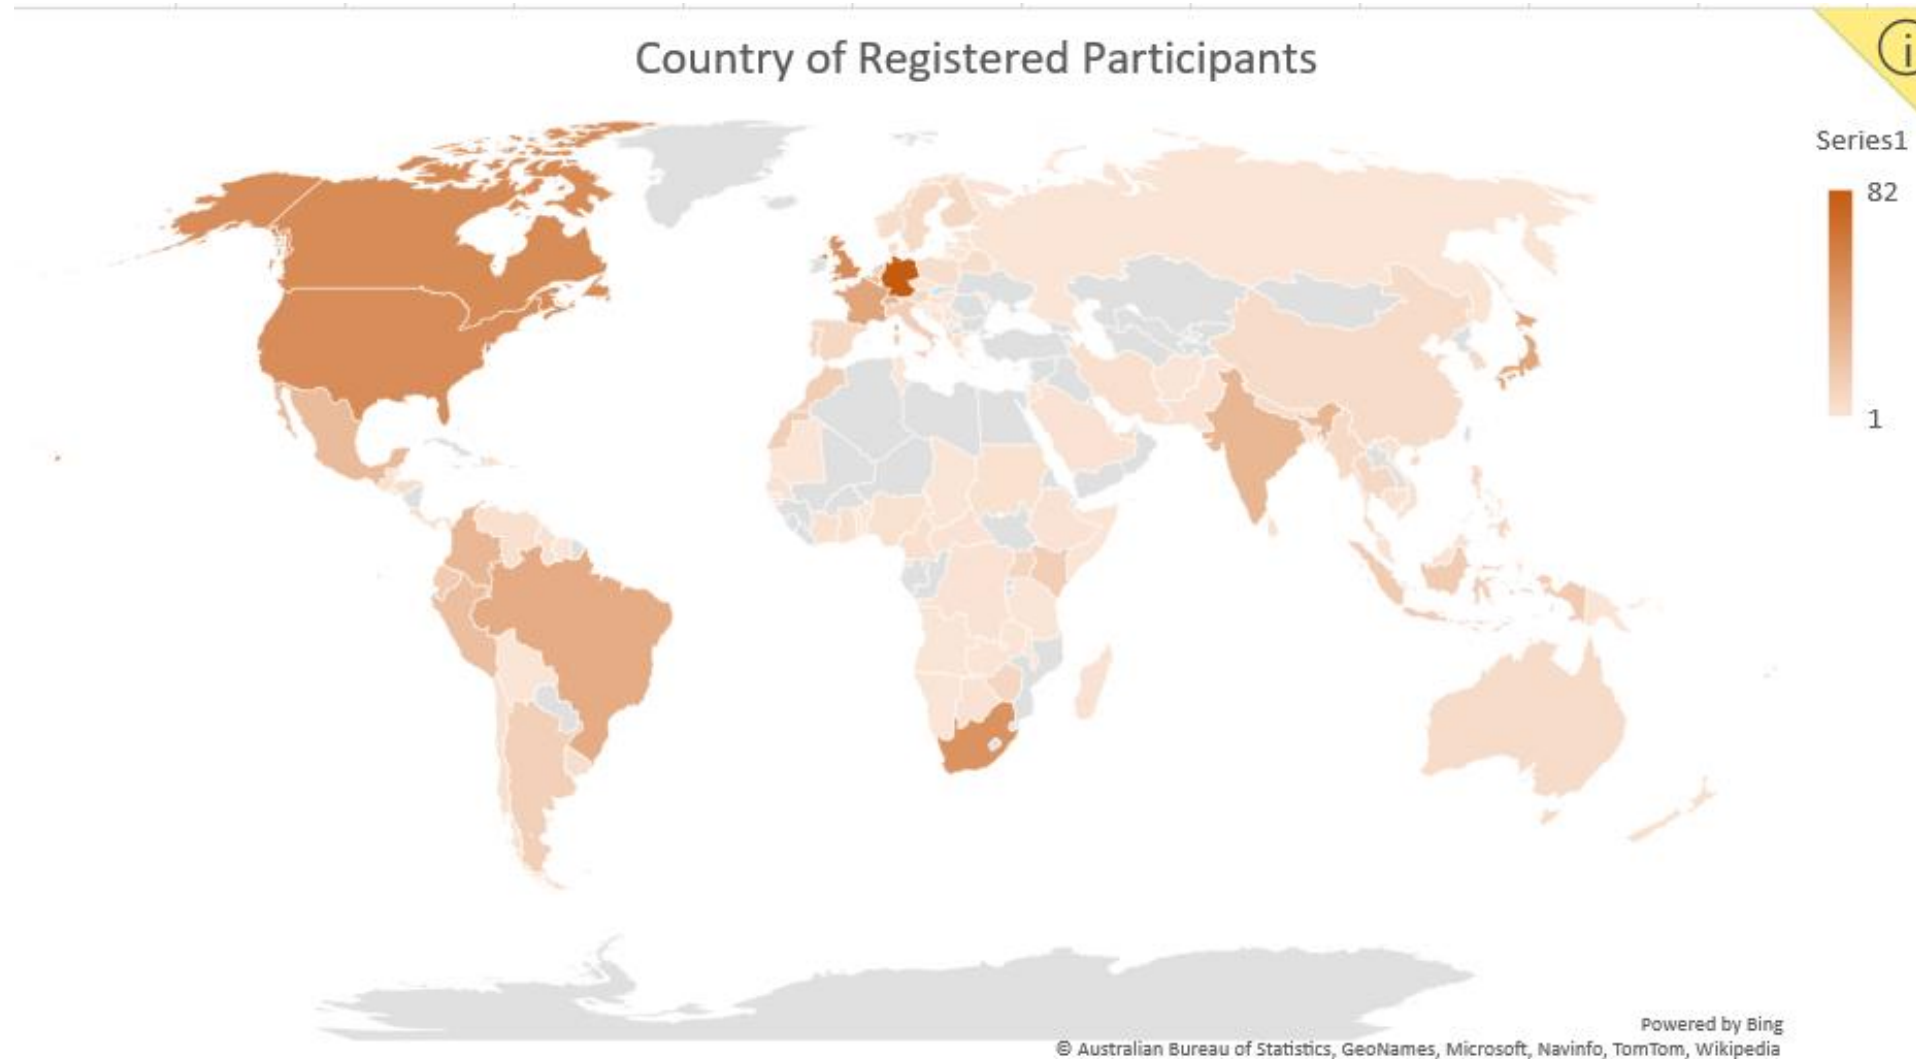 Country of Registered Participants
i
Series1
82
1
Powered by Bing
© Australian Bureau of Statistics, GeoNames, Microsoft, Navinfo, TomTom, Wikipedia